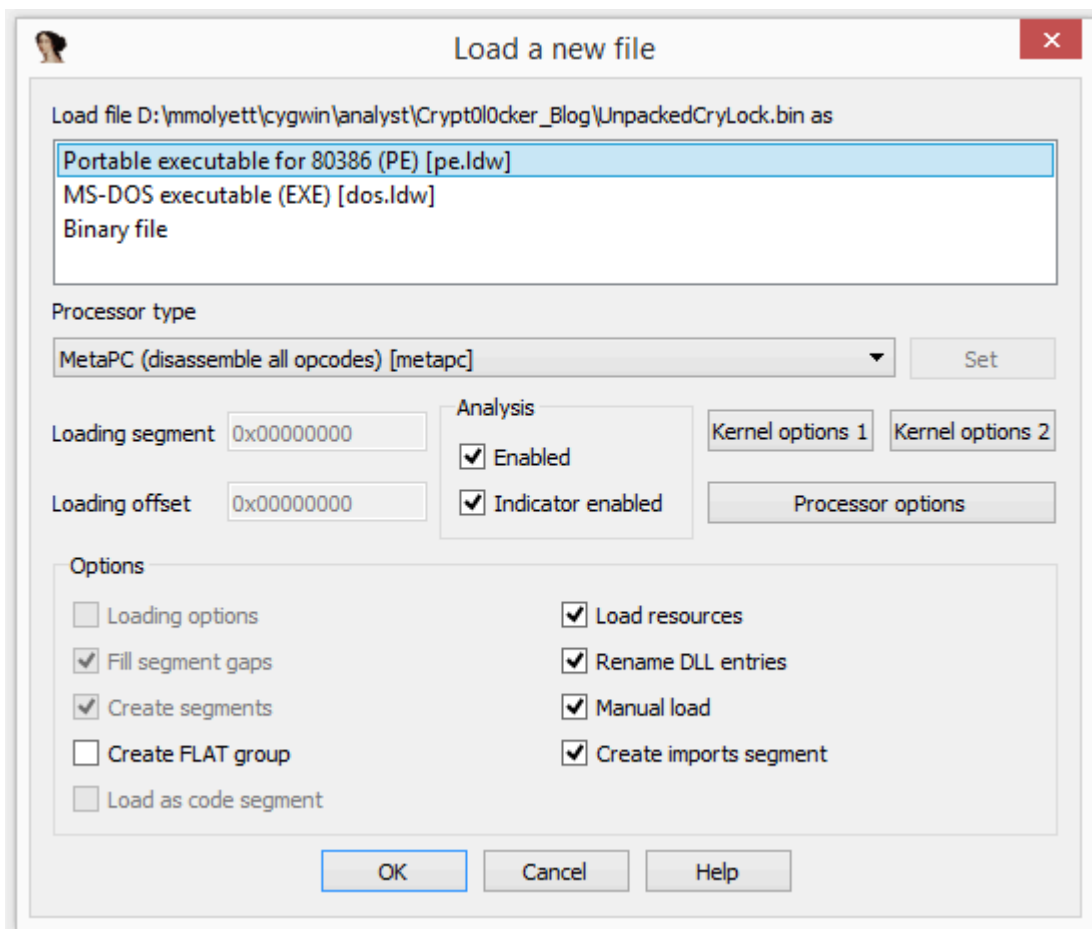 Load a new file
Load file D:\mmolyett\cygwin\analyst\Crypt0l0cker_Blog\UnpackedCryLock.bin as
Portable executable for 80386 (PE) [pe.ldw]
MS-DOS executable (EXE) [dos.ldw]
Binary file
Processor type
MetaPC (disassemble all opcodes) [metapc]
Set
Loading segment 0x00000000
Loading offset 0x00000000
Analysis
Enabled
Indicator enabled
Kernel options 1 Kernel options 2
Processor options
Options
Loading options
Fill segment gaps
Create segments
Create FLAT group
Load as code segment
Load resources
Rename DLL entries
Manual load
Create imports segment
OK Cancel Help